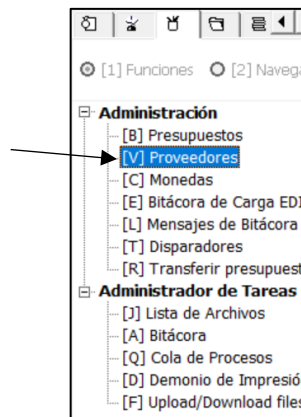 [1] Funciones [2] Navega
Administración
[B] Presupuestos
[V] Proveedores
[C] Monedas
[E] Bitácora de Carga EDI
[L] Mensajes de Bitácora
[T] Disparadores
[R] Transferir presupuest
Administrador de Tareas
[J] Lista de Archivos
[A] Bitácora
[Q] Cola de Procesos
[D] Demonio de Impresió
[F] Upload/Download files